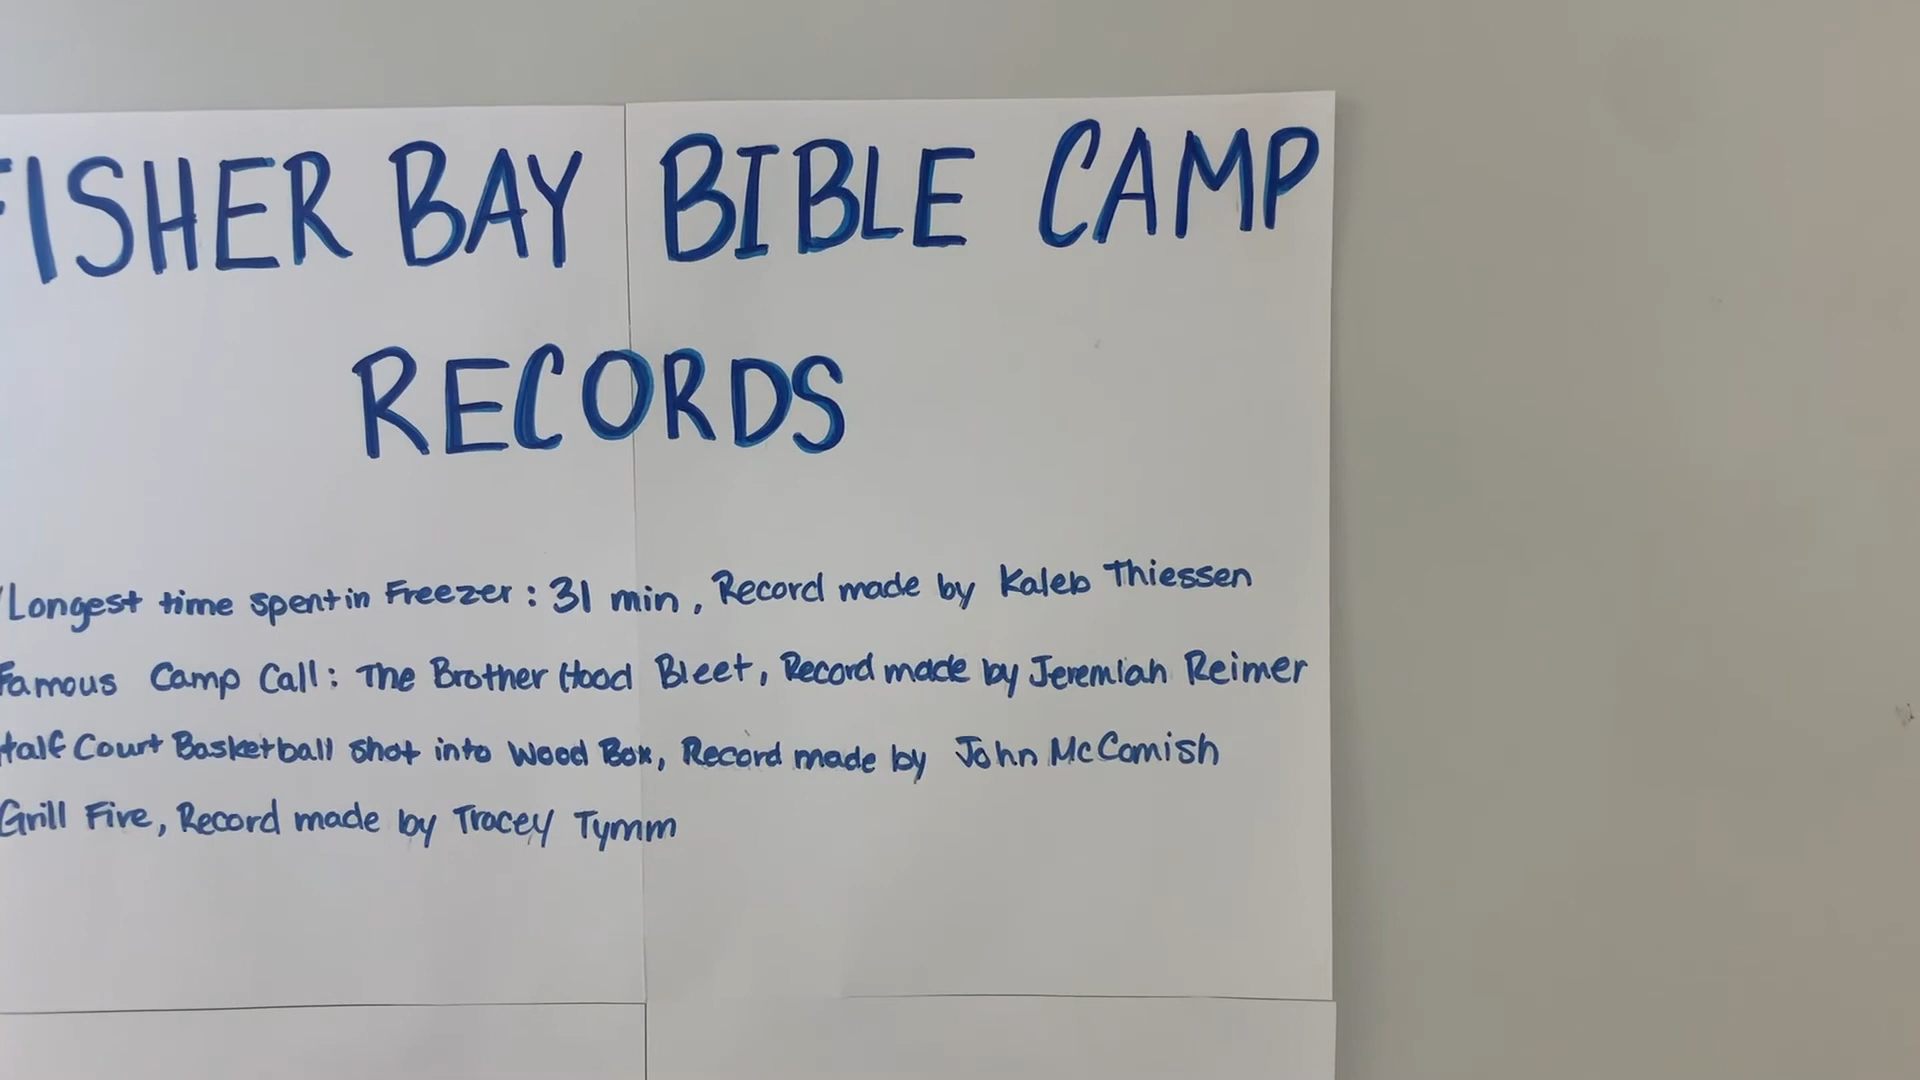 FISHER BAY BIBLE CAMP
RECORDS
Longest time spent in Freezer: 31 min, Record made by Kaleb Thiessen
Famous Camp Call: The Brother Hood Bleet, Record made by Jeremiah Reimer
Half Court Basketball shot into Wood Box, Record made by John McComish
Grill Fire, Record made by Tracey Tymm